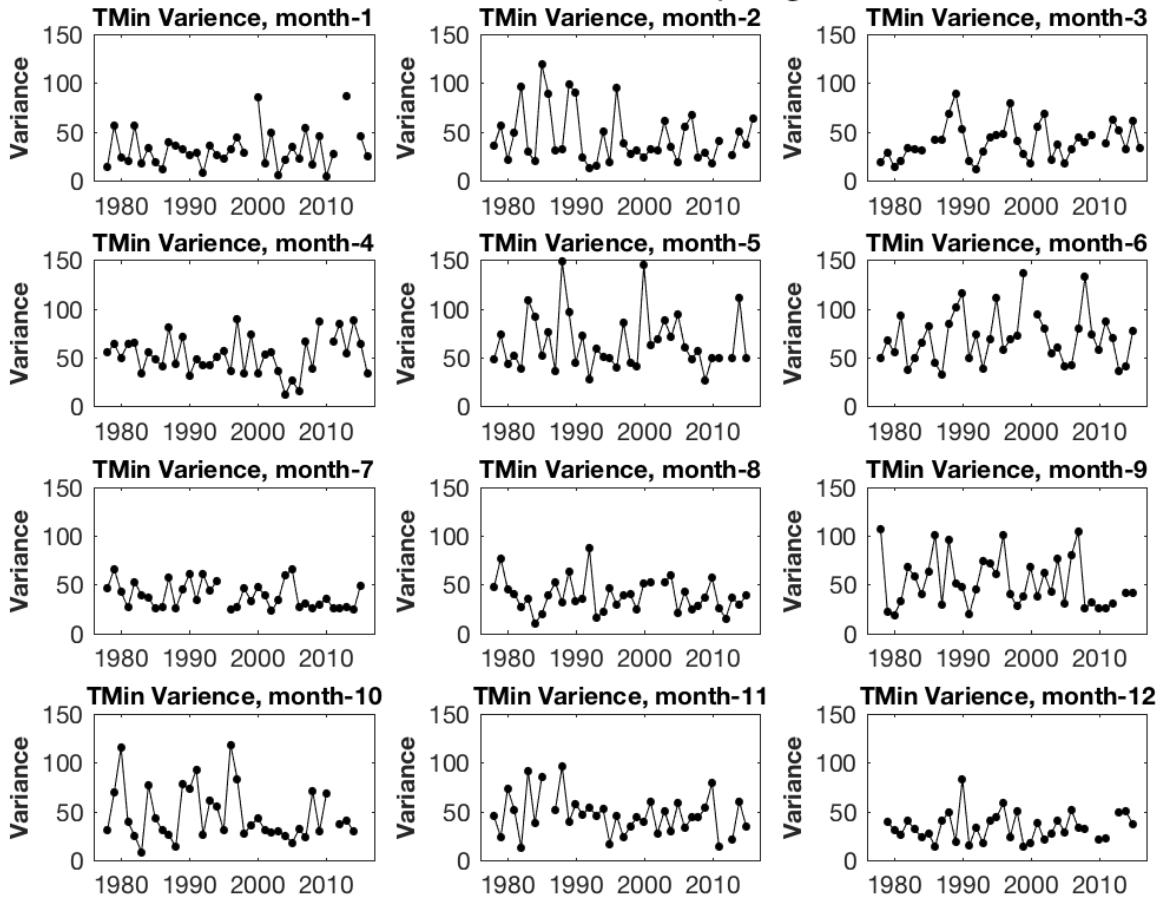 TMin Varience, month-1
150
100
50
0
Variance
1980 1990 2000 2010
TMin Varience, month-2
150
100
50
0
Variance
1980 1990 2000 2010
TMin Varience, month-3
150
100
50
0
Variance
1980 1990 2000 2010
TMin Varience, month-4
150
100
50
0
Variance
1980 1990 2000 2010
TMin Varience, month-5
150
100
50
0
Variance
1980 1990 2000 2010
TMin Varience, month-6
150
100
50
0
Variance
1980 1990 2000 2010
TMin Varience, month-7
150
100
50
0
Variance
1980 1990 2000 2010
TMin Varience, month-8
150
100
50
0
Variance
1980 1990 2000 2010
TMin Varience, month-9
150
100
50
0
Variance
1980 1990 2000 2010
TMin Varience, month-10
150
100
50
0
Variance
1980 1990 2000 2010
TMin Varience, month-11
150
100
50
0
Variance
1980 1990 2000 2010
TMin Varience, month-12
150
100
50
0
Variance
1980 1990 2000 2010